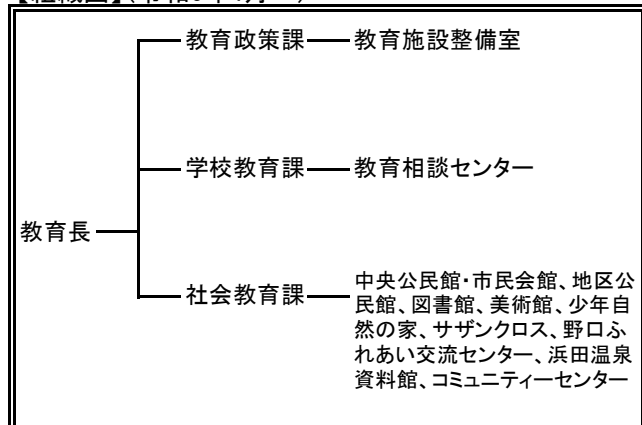 教育政策課 教育施設整備室
学校教育課 教育相談センター
教育長
社会教育課
中央公民館・市民会館、地区公
民館、図書館、美術館、少年自
然の家、サザンクロス、野口ふ
れあい交流センター、浜田温泉
資料館、コミュニティーセンター